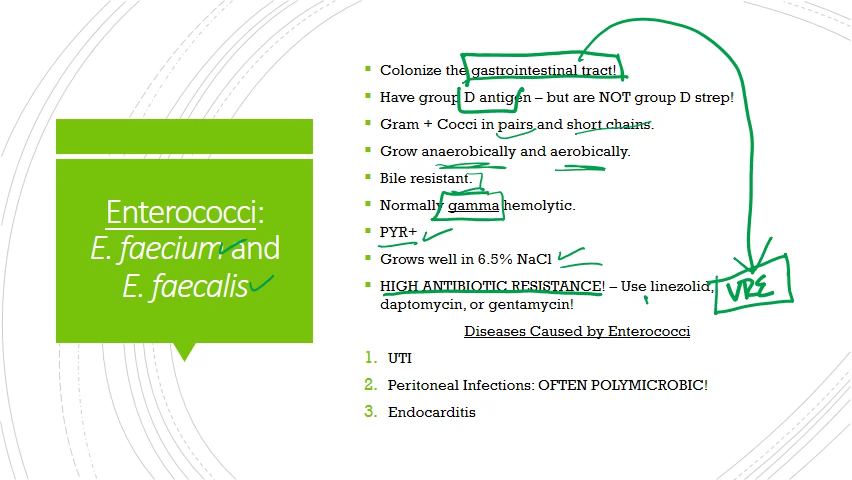 Enterococci:
E. faecium and
E. faecalis
Colonize the gastrointestinal tract!
Have group D antigen – but are NOT group D strep!
Gram + Cocci in pairs and short chains.
Grow anaerobically and aerobically.
Bile resistant.
Normally gamma hemolytic.
PYR+
Grows well in 6.5% NaCl
HIGH ANTIBIOTIC RESISTANCE! – Use linezolid, VRE
daptomycin, or gentamycin!
Diseases Caused by Enterococci
1. UTI
2. Peritoneal Infections: OFTEN POLYMICROBIC!
3. Endocarditis